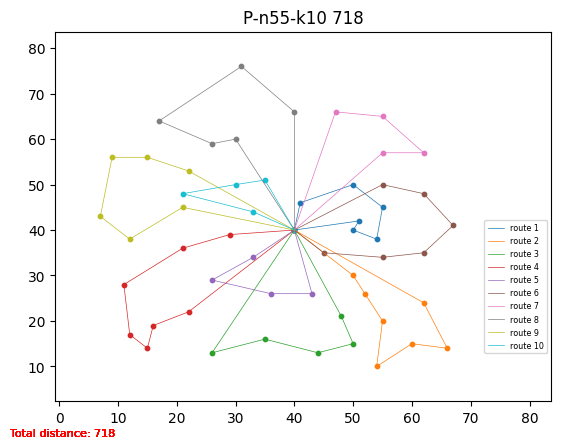 P-n55-k10 718
80
70
60
50
40
30
20
10
0 10 20 30 40 50 60 70 80
route 1
route 2
route 3
route 4
route 5
route 6
route 7
route 8
route 9
route 10
Total distance: 718